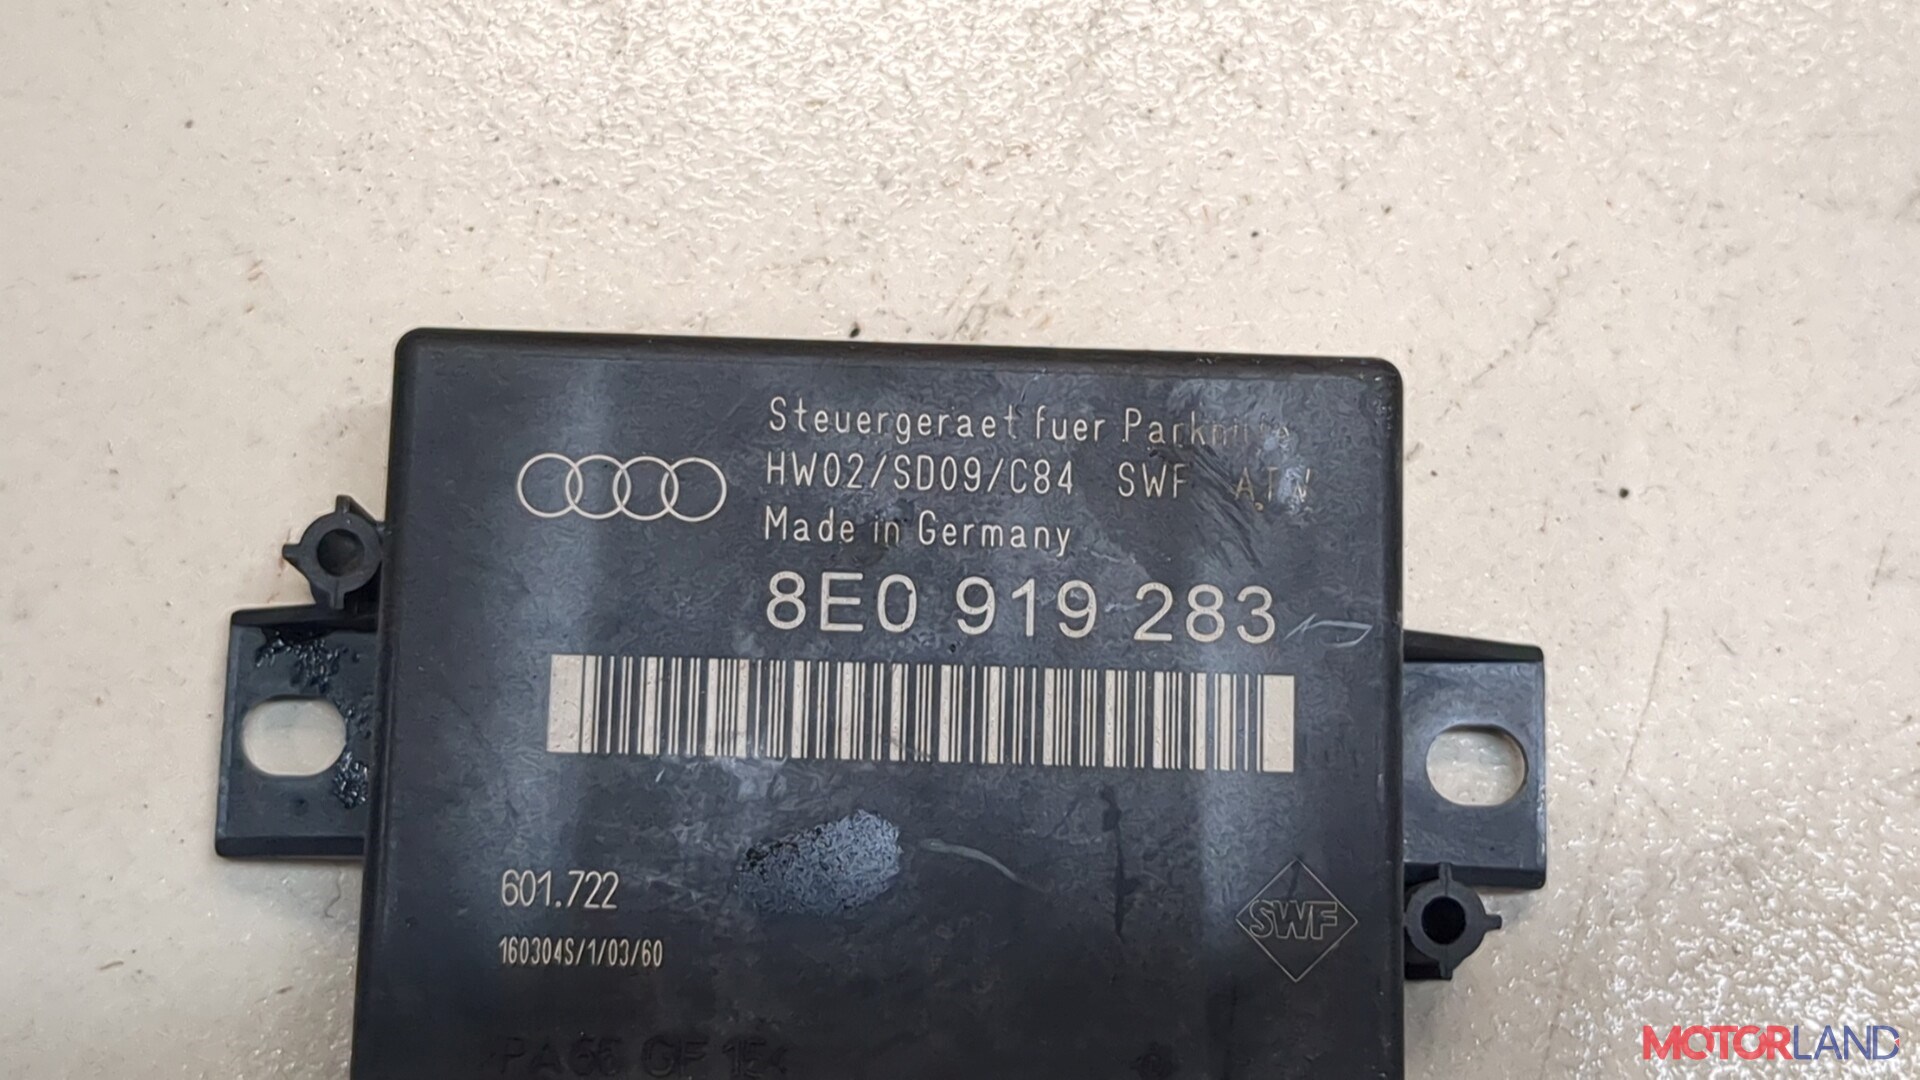 Steuergeraet fuer Parkhilfe
HW02/SD09/C84 SWF
Made in Germany
8E0 919 283
601.722
160304S/1/03/60
SWF
MOTORLAND